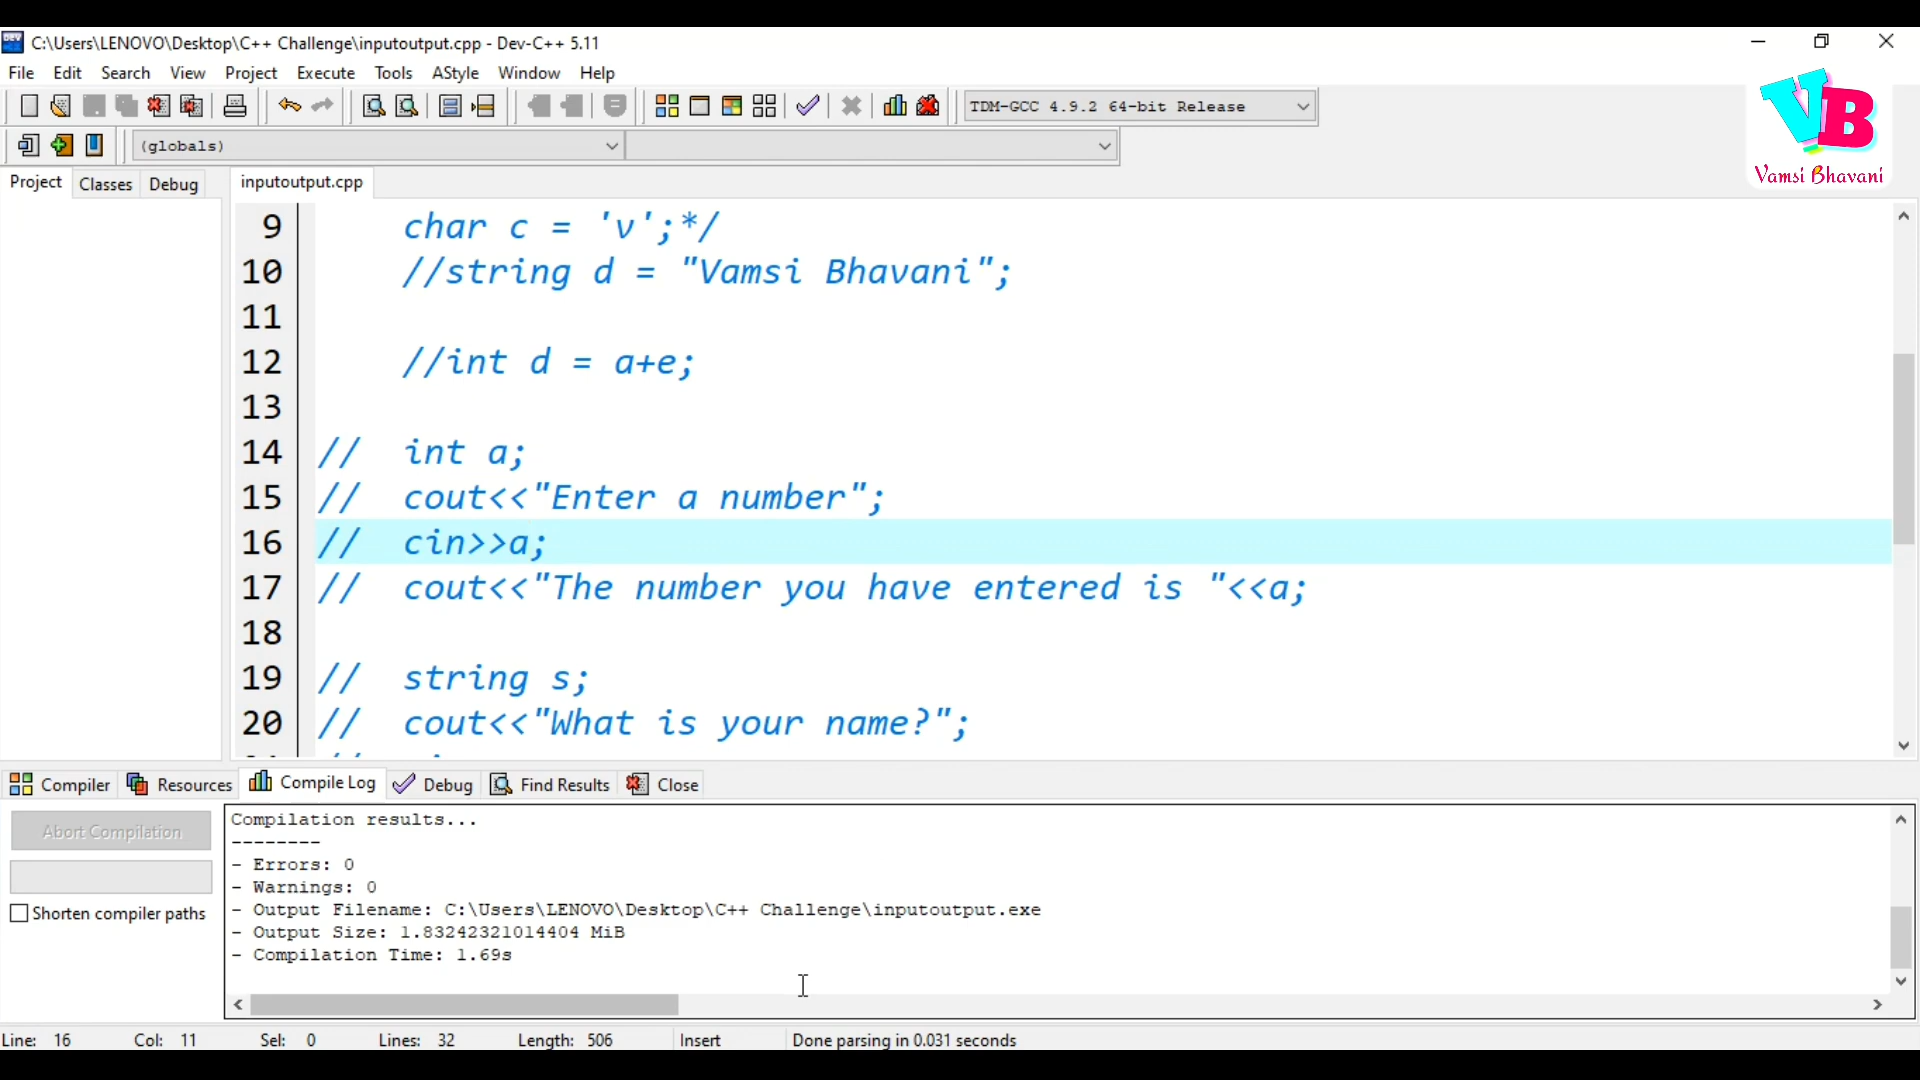 C:\Users\LENOVO\Desktop\C++ Challenge\inputoutput.cpp - Dev-C++ 5.11
File Edit Search View Project Execute Tools AStyle Window Help
TDM-GCC 4.9.2 64-bit Release
(globals)
VB
Vamsi Bhavani
Project Classes Debug inputoutput.cpp
9 char c = 'v';*/
10 //string d = "Vamsi Bhavani";
11
12 //int d = a+e;
13
14 // int a;
15 // cout<<"Enter a number";
16 // cin>>a;
17 // cout<<"The number you have entered is "<<a;
18
19 // string s;
20 // cout<<"What is your name?";
Compiler Resources Compile Log Debug Find Results Close
Abort Compilation
Shorten compiler paths
Compilation results...
--------
- Errors: 0
- Warnings: 0
- Output Filename: C:\Users\LENOVO\Desktop\C++ Challenge\inputoutput.exe
- Output Size: 1.83242321014404 MiB
- Compilation Time: 1.69s
Line: 16 Col: 11 Sel: 0 Lines: 32 Length: 506 Insert Done parsing in 0.031 seconds